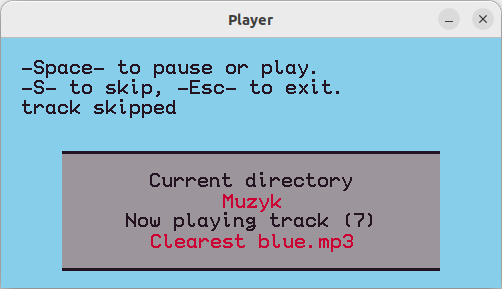 Player
-Space- to pause or play.
-S- to skip, -Esc- to exit.
track skipped
Current directory
Muzyk
Now playing track (7)
Clearest blue.mp3